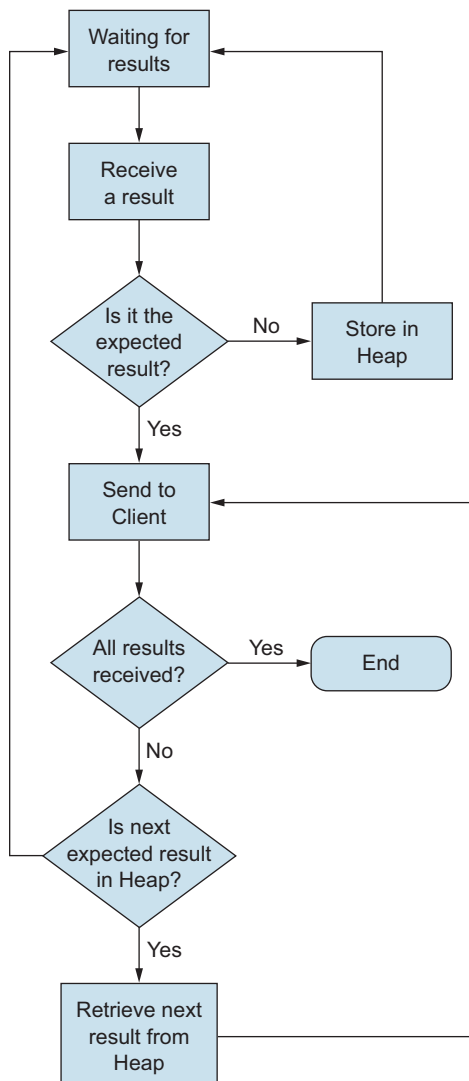 Waiting for
results
Receive
a result
Is it the
expected
result?
No
Store in
Heap
Yes
Send to
Client
All results
received?
Yes
End
No
Is next
expected result
in Heap?
Yes
Retrieve next
result from
Heap